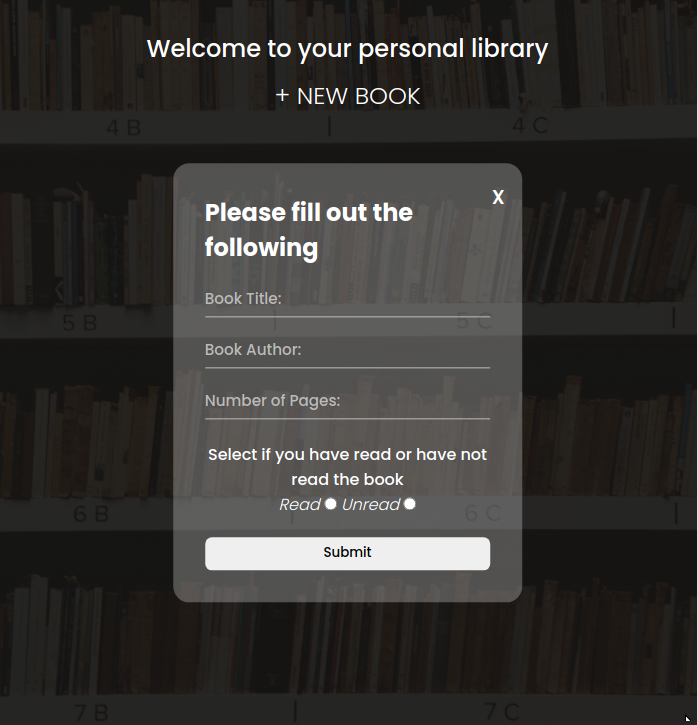 Welcome to your personal library
+ NEW BOOK
4 B
4 C
X
Please fill out the
following
Book Title:
5 B
5 C
Book Author:
Number of Pages:
Select if you have read or have not
read the book
Read Unread
6 B
6 C
Submit
7 B
7 C